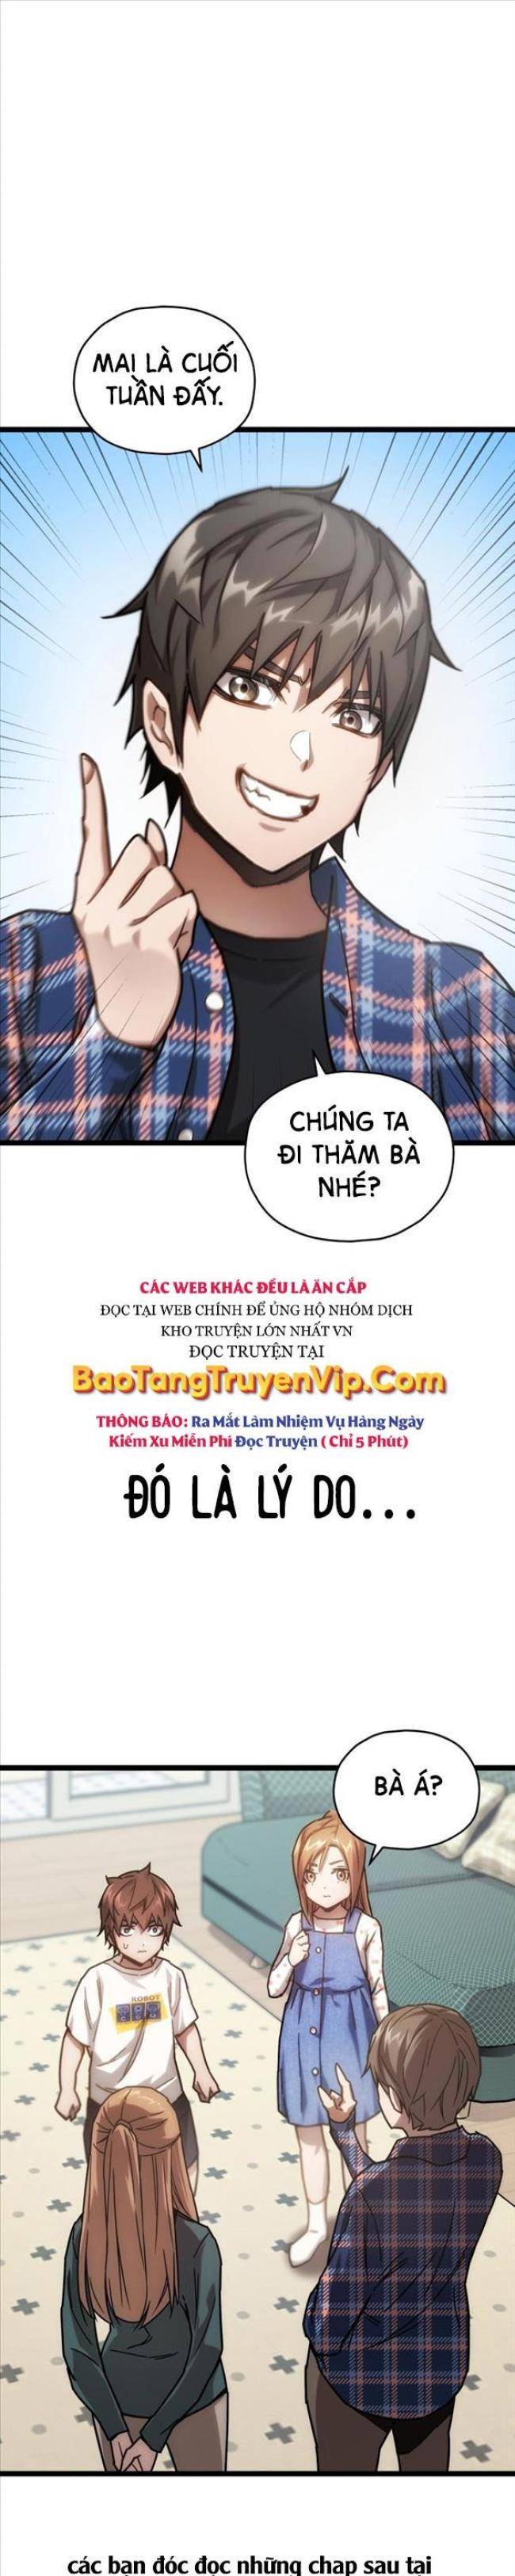 MAI LÀ CUỐI
TUẦN ĐẤY.
CHÚNG TA
ĐI THĂM BÀ
NHÉ?
CÁC WEB KHÁC ĐỀU LÀ ĂN CẮP
ĐỌC TẠI WEB CHÍNH ĐỂ ỦNG HỘ NHÓM DỊCH
KHO TRUYỆN LỚN NHẤT VN
ĐỌC TRUYỆN TẠI
BaoTangTruyenVip.Com
THÔNG BÁO: Ra Mắt Làm Nhiệm Vụ Hàng Ngày
Kiếm Xu Miễn Phí Đọc Truyện ( Chỉ 5 Phút)
ĐÓ LÀ LÝ DO...
BÀ Á?
ROBOT
các bạn đóc đọc những chap sau tại